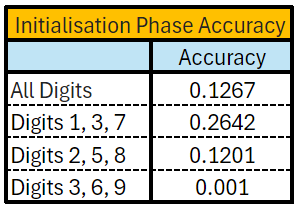 Initialisation Phase Accuracy
Accuracy
All Digits 0.1267
Digits 1, 3, 7 0.2642
Digits 2, 5, 8 0.1201
Digits 3, 6, 9 0.001